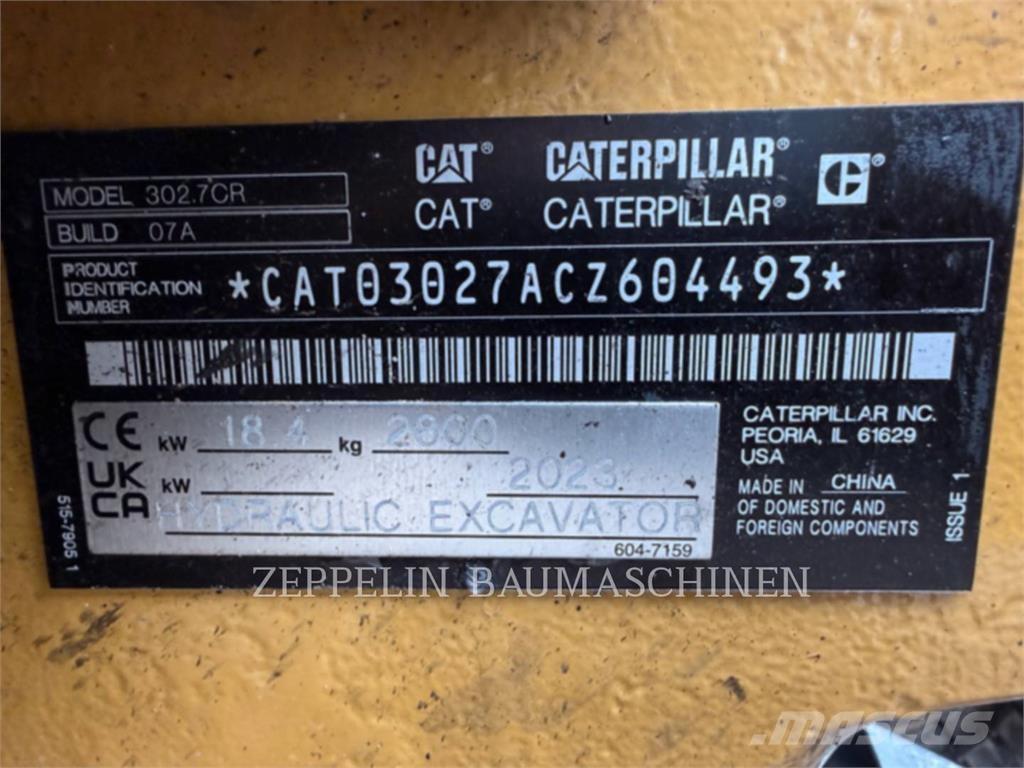 CAT® CATERPILLAR® C®
CAT® CATERPILLAR®
MODEL 302.7CR
BUILD 07A
PRODUCT IDENTIFICATION NUMBER *CAT03027ACZ604493*
CE kW 18.4 kg 2800
UKCA kW 2023
HYDRAULIC EXCAVATOR
604-7159
515-7905 1
CATERPILLAR INC.
PEORIA, IL 61629
USA
MADE IN CHINA
OF DOMESTIC AND
FOREIGN COMPONENTS
ISSUE 1
ZEPPELIN BAUMASCHINEN
MASCUS